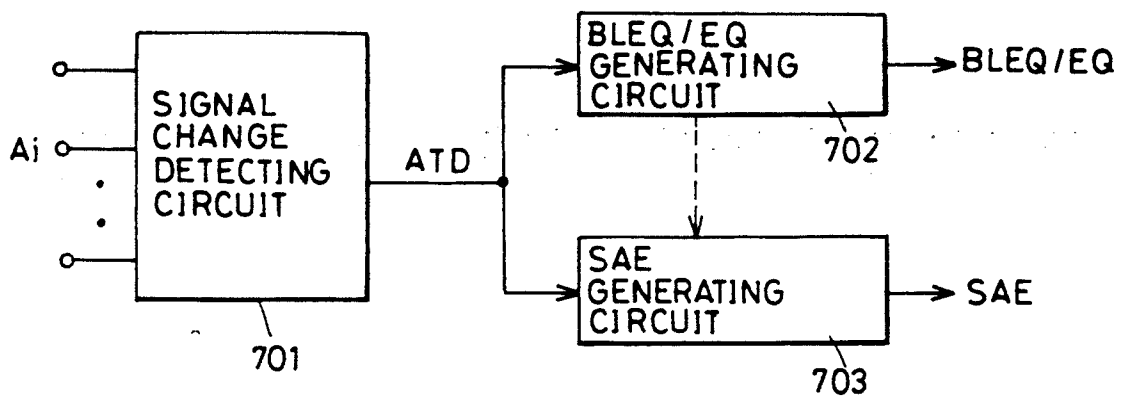 Ai
SIGNAL
CHANGE
DETECTING
CIRCUIT
701
ATD
BLEQ/EQ
GENERATING
CIRCUIT
702
BLEQ/EQ
SAE
GENERATING
CIRCUIT
703
SAE